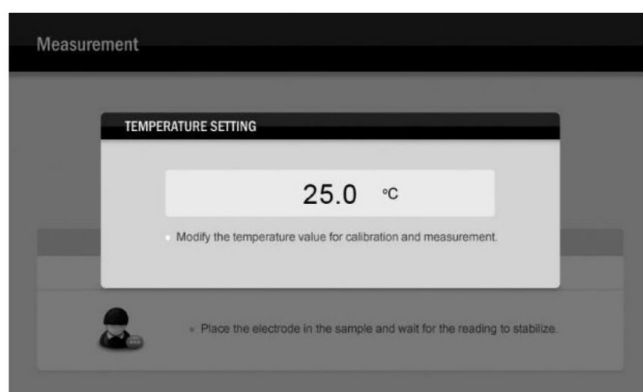 Measurement
TEMPERATURE SETTING
25.0 °C
Modify the temperature value for calibration and measurement.
Place the electrode in the sample and wait for the reading to stabilize.